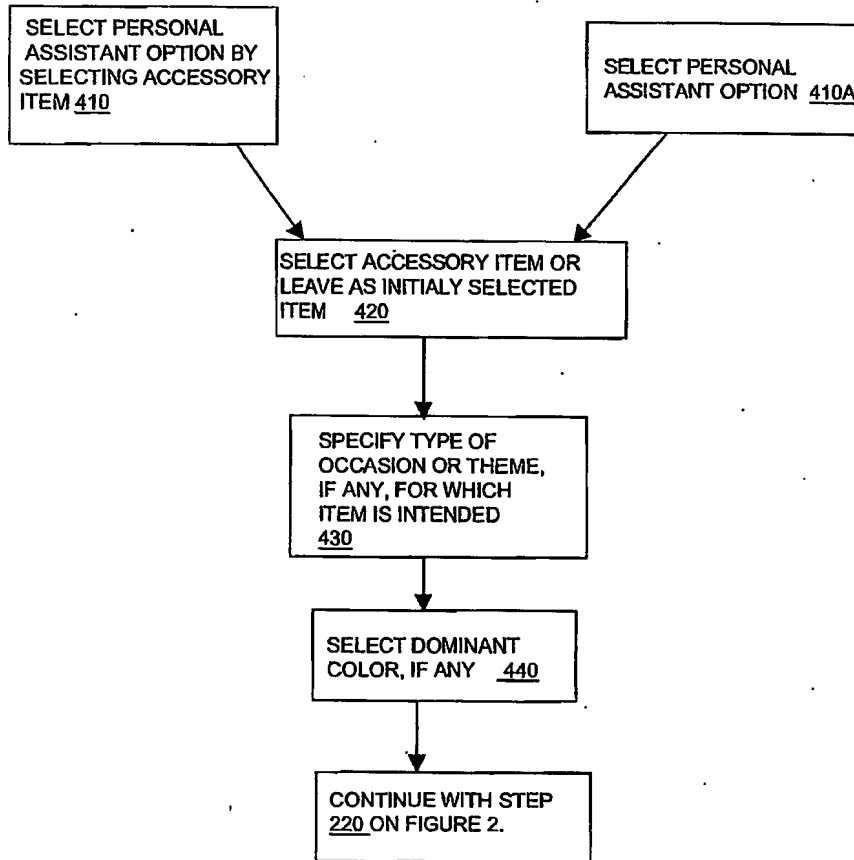 SELECT PERSONAL
ASSISTANT OPTION BY
SELECTING ACCESSORY
ITEM 410
SELECT PERSONAL
ASSISTANT OPTION 410A
SELECT ACCESSORY ITEM OR
LEAVE AS INITIALY SELECTED
ITEM 420
SPECIFY TYPE OF
OCCASION OR THEME,
IF ANY, FOR WHICH
ITEM IS INTENDED
430
SELECT DOMINANT
COLOR, IF ANY 440
CONTINUE WITH STEP
220 ON FIGURE 2.